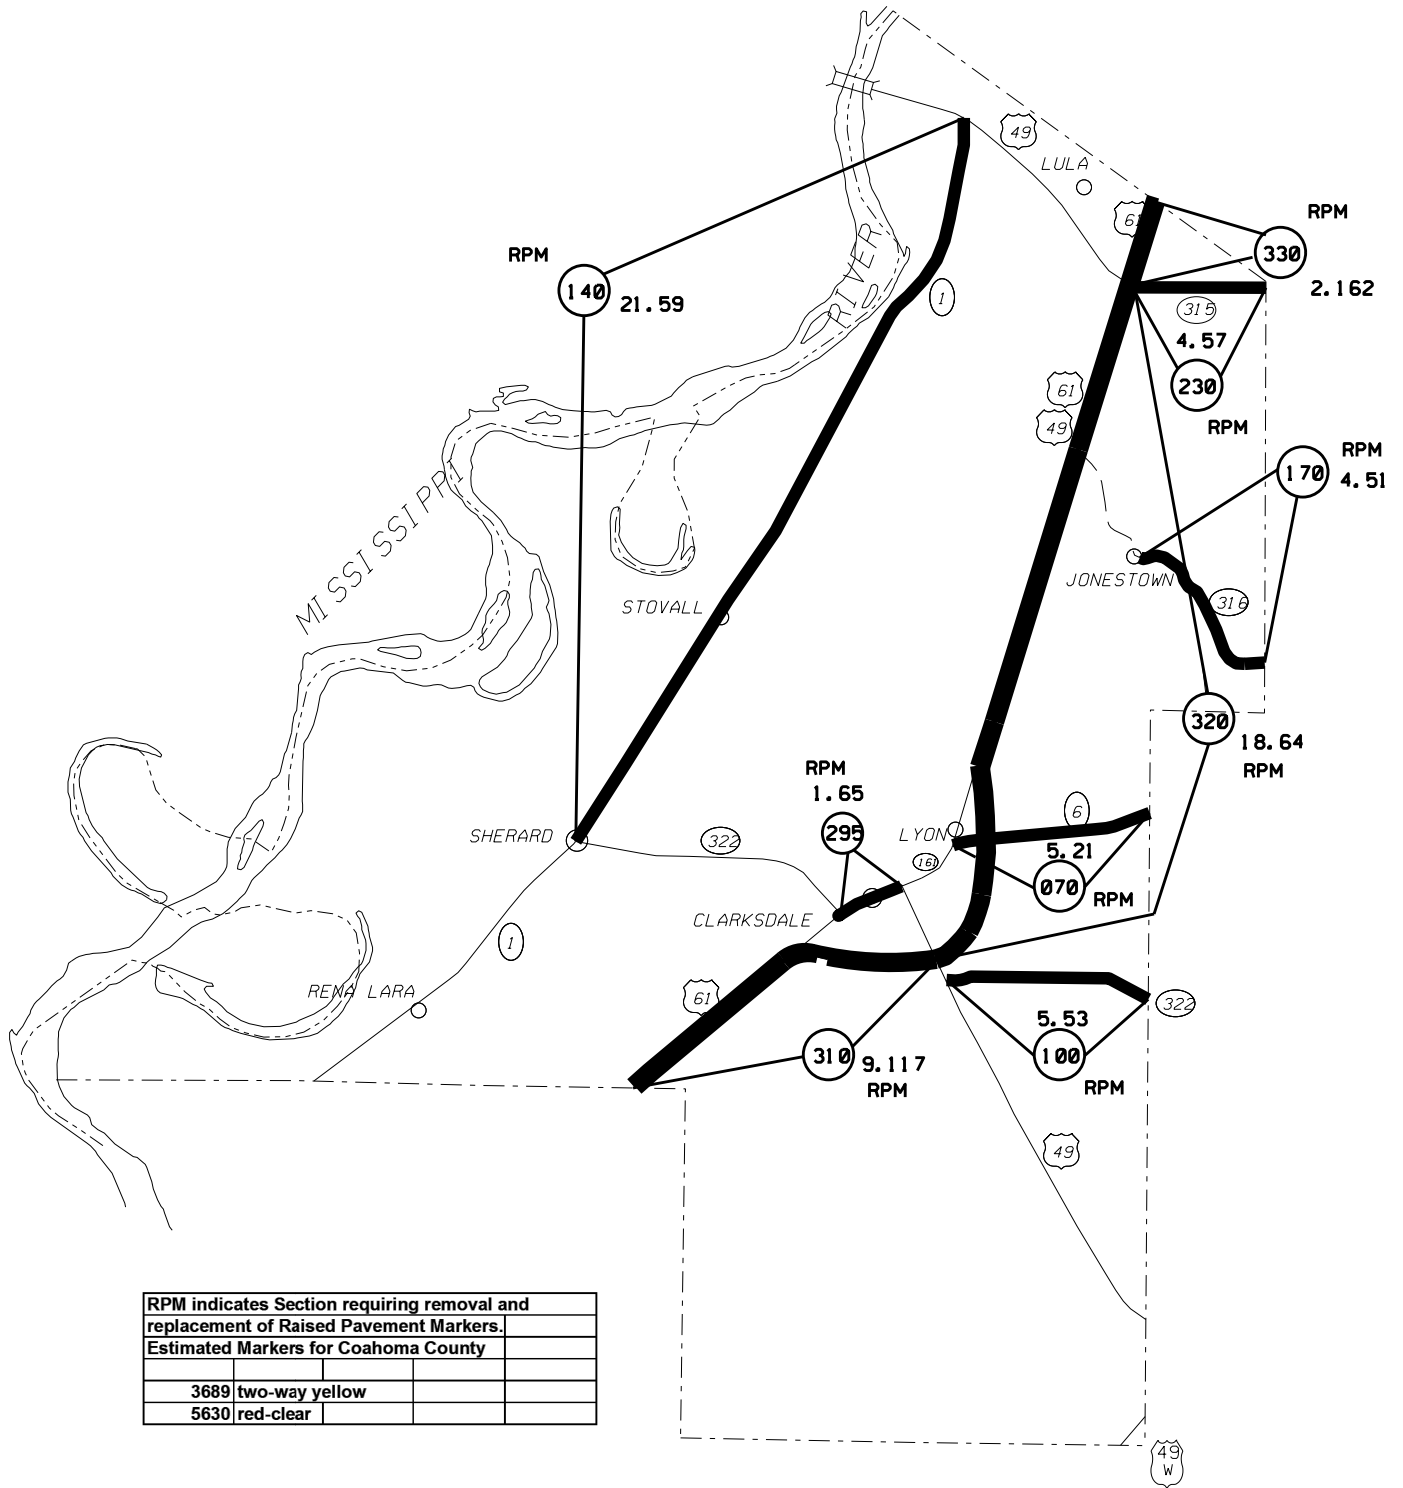 49
LULA
61
RPM
330
2.162
RPM
140
21.59
1
RIVER
315
4.57
230
RPM
61
49
RPM
170
4.51
MISSISSIPPI
JONESTOWN
316
STOVALL
320
18.64
RPM
RPM
1.65
295
SHERARD
322
LYON
6
161
5.21
070
RPM
CLARKSDALE
1
RENA LARA
61
322
5.53
100
RPM
310
9.117
RPM
49
RPM indicates Section requiring removal and
replacement of Raised Pavement Markers.
Estimated Markers for Coahoma County
3689 two-way yellow
5630 red-clear
49
W